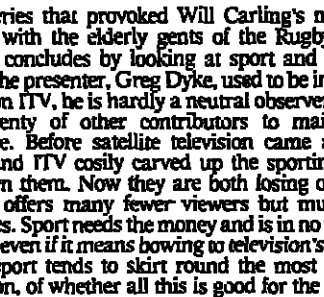 ries that provoked Will Carling's
with the elderly gents of the Rugb
concludes by looking at sport and
he presenter, Greg Dyke, used to be in
n ITV, he is hardly a neutral observer
enty of other contributors to mai
e. Before satellite television came
nd ITV cosily carved up the sportin
n them. Now they are both losing o
offers many fewer viewers but mu
es. Sport needs the money and is in no
even if it means bowing to television's
port tends to skirt round the most
on, of whether all this is good for the